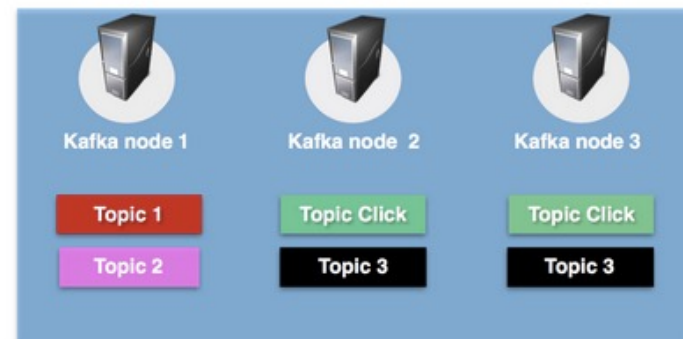 Kafka node 1
Kafka node 2
Kafka node 3
Topic 1
Topic Click
Topic Click
Topic 2
Topic 3
Topic 3